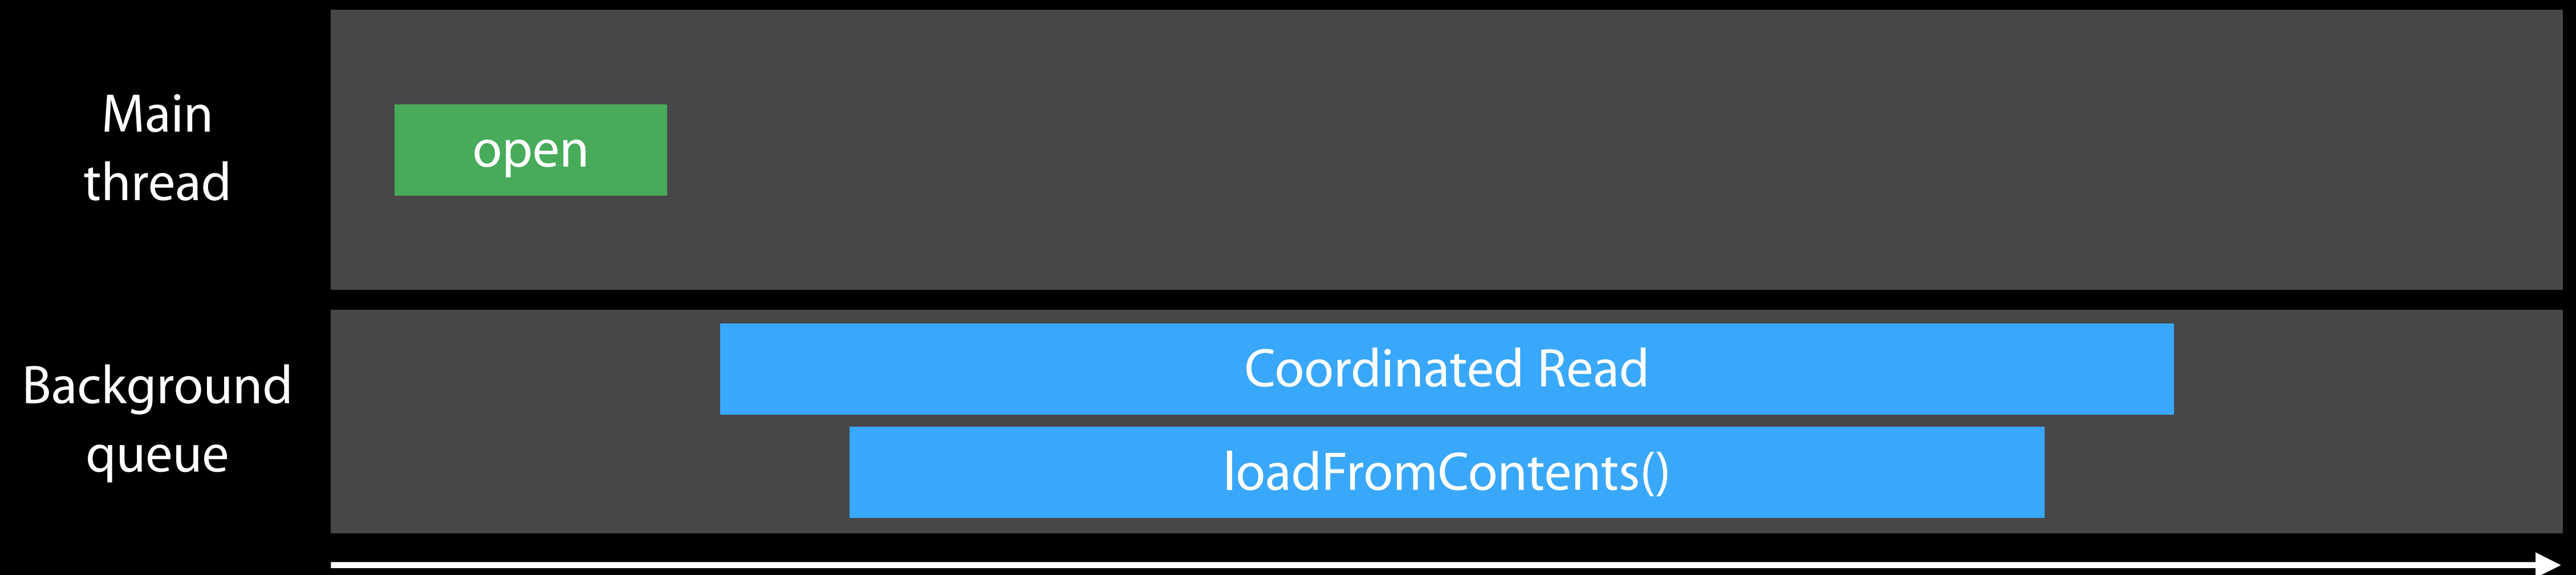 Main
thread
open
Background
queue
Coordinated Read
loadFromContents()